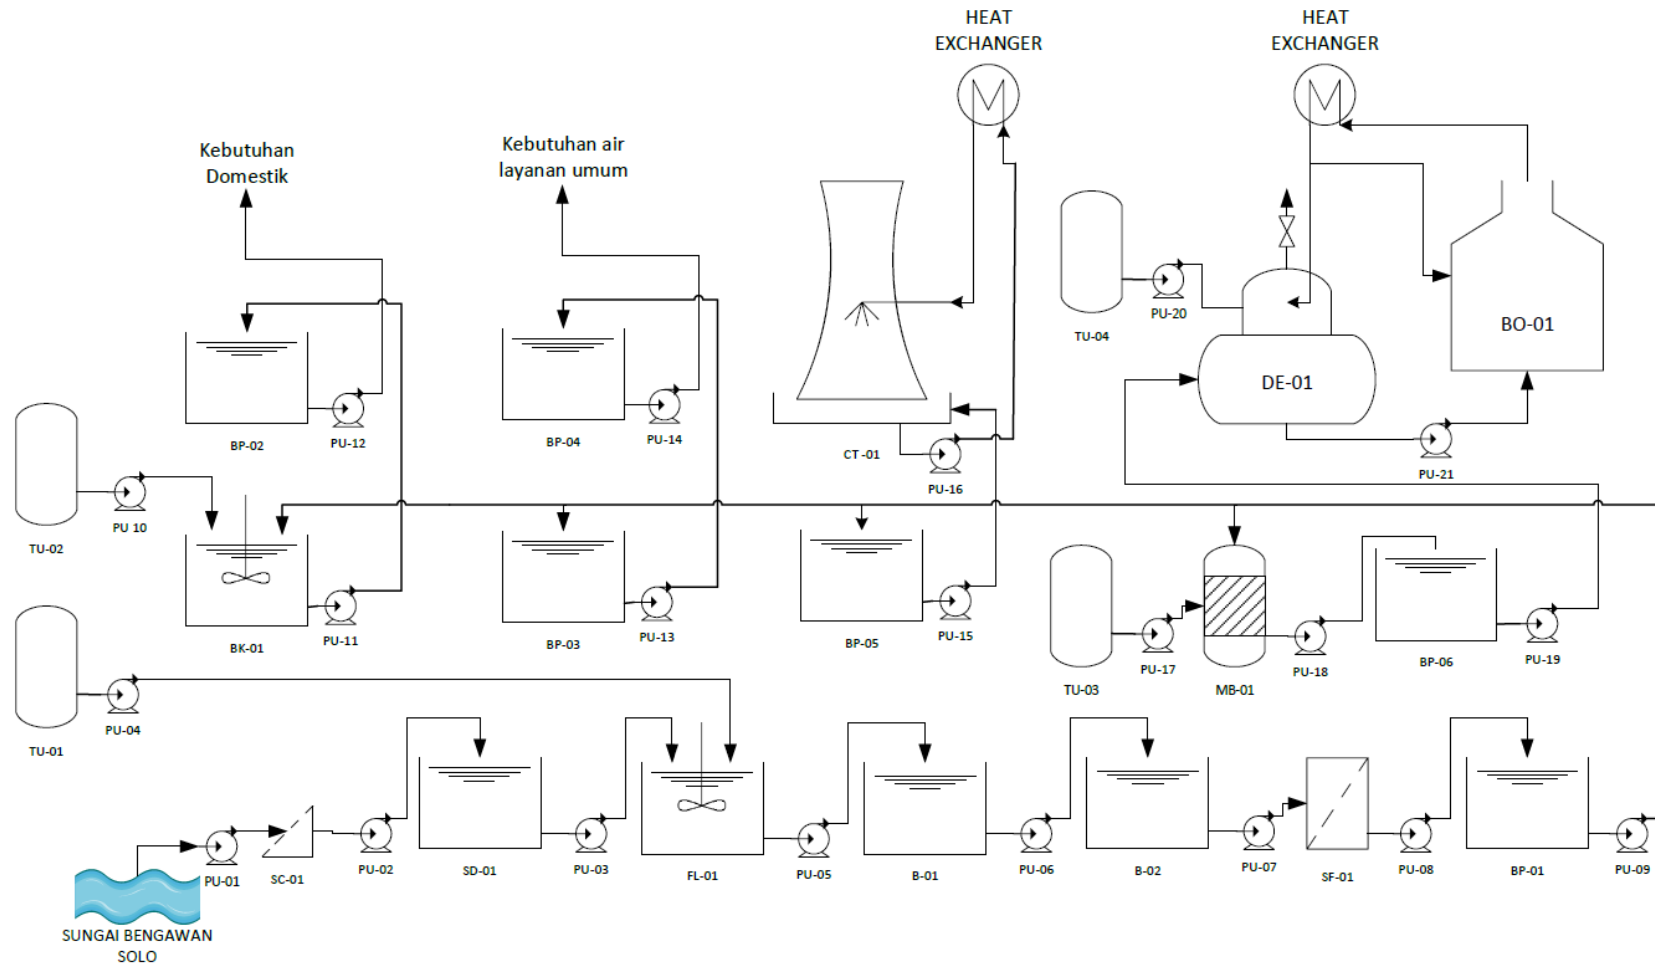 HEAT
EXCHANGER
HEAT
EXCHANGER
Kebutuhan
Domestik
Kebutuhan air
layanan umum
TU-04
PU-20
BO-01
DE-01
BP-02
PU-12
BP-04
PU-14
CT-01
PU-16
PU-21
TU-02
PU 10
BK-01
PU-11
BP-03
PU-13
BP-05
PU-15
TU-03
PU-17
MB-01
PU-18
BP-06
PU-19
TU-01
PU-04
PU-01
SC-01
PU-02
SD-01
PU-03
FL-01
PU-05
B-01
PU-06
B-02
PU-07
SF-01
PU-08
BP-01
PU-09
SUNGAI BENGAWAN
SOLO